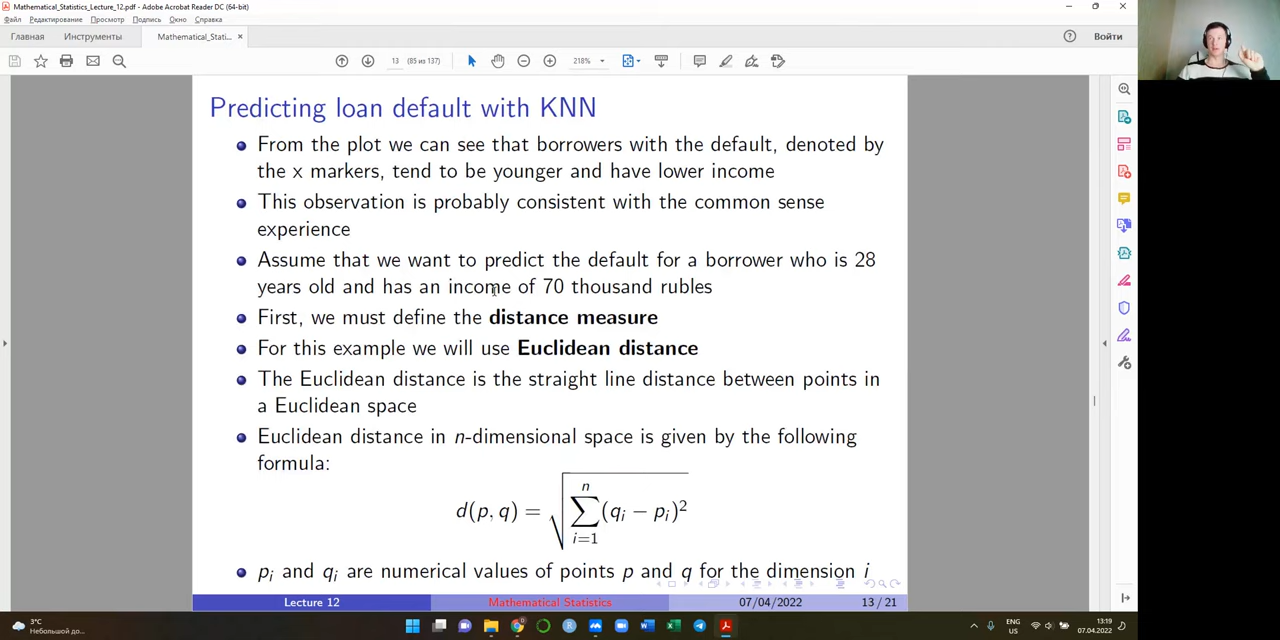 Mathematical_Statistics_Lecture_12.pdf - Adobe Acrobat Reader DC (64-bit)
Файл Редактирование Просмотр Подпись Окно Справка
Главная Инструменты Mathematical_Stati... × Войти
13 (85 из 137) 218%
Predicting loan default with KNN
From the plot we can see that borrowers with the default, denoted by
the x markers, tend to be younger and have lower income
This observation is probably consistent with the common sense
experience
Assume that we want to predict the default for a borrower who is 28
years old and has an income of 70 thousand rubles
First, we must define the distance measure
For this example we will use Euclidean distance
The Euclidean distance is the straight line distance between points in
a Euclidean space
Euclidean distance in n-dimensional space is given by the following
formula:
d(p, q) = √∑ⁿᵢ₌₁(qᵢ − pᵢ)²
pᵢ and qᵢ are numerical values of points p and q for the dimension i
Lecture 12 Mathematical Statistics 07/04/2022 13 / 21
3°C
Небольшой до...
ENG
US
13:19
07.04.2022